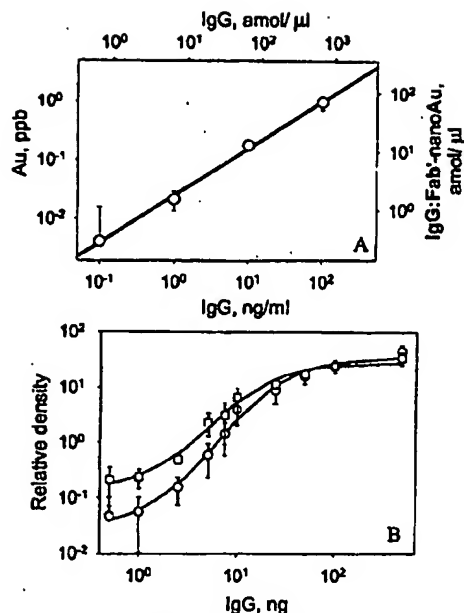 IgG, amol/ μl
10⁰ 10¹ 10² 10³
Au, ppb
10⁰
10⁻¹
10⁻²
10²
10¹
10⁰
IgG:Fab'-nanoAu,
amol/ μl
A
10⁻¹ 10⁰ 10¹ 10²
IgG, ng/ml
Relative density
10²
10¹
10⁰
10⁻¹
10⁻²
B
10⁰ 10¹ 10²
IgG, ng